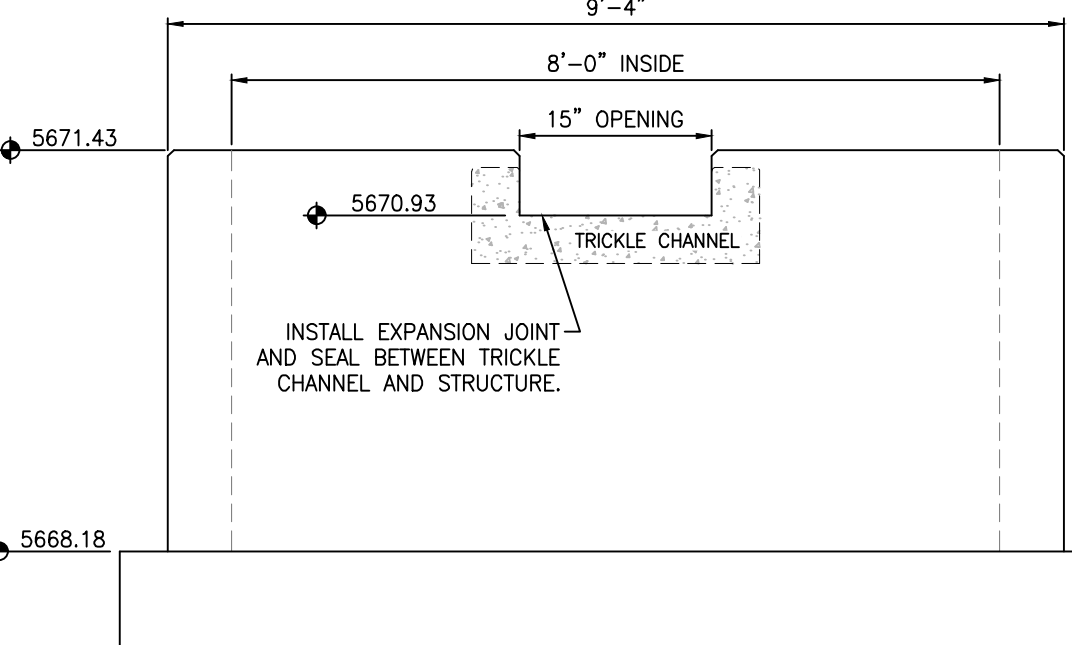 9'-4"
8'-0" INSIDE
15" OPENING
5671.43
5670.93
TRICKLE CHANNEL
INSTALL EXPANSION JOINT
AND SEAL BETWEEN TRICKLE
CHANNEL AND STRUCTURE.
5668.18